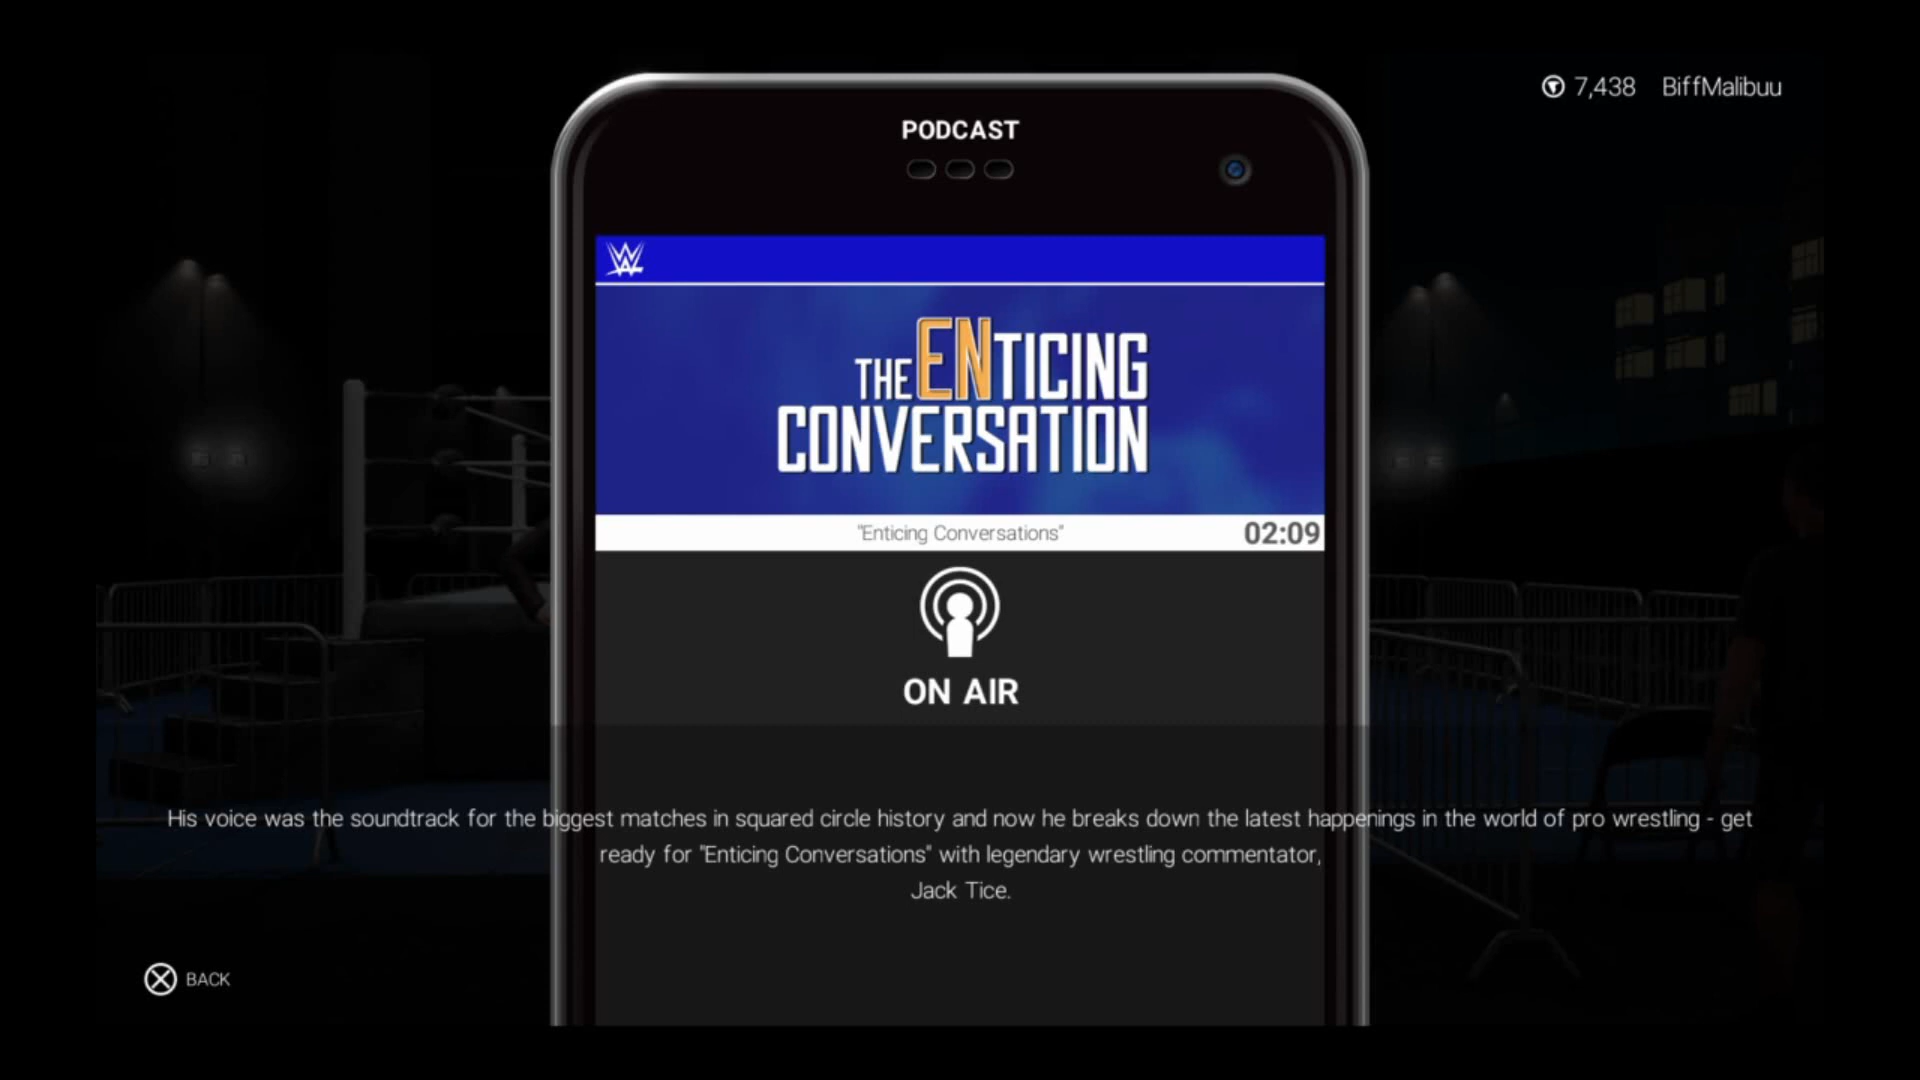 7,438 BiffMalibuu
PODCAST
THE ENTICING
CONVERSATION
"Enticing Conversations" 02:09
ON AIR
His voice was the soundtrack for the biggest matches in squared circle history and now he breaks down the latest happenings in the world of pro wrestling - get
ready for "Enticing Conversations" with legendary wrestling commentator,
Jack Tice.
BACK